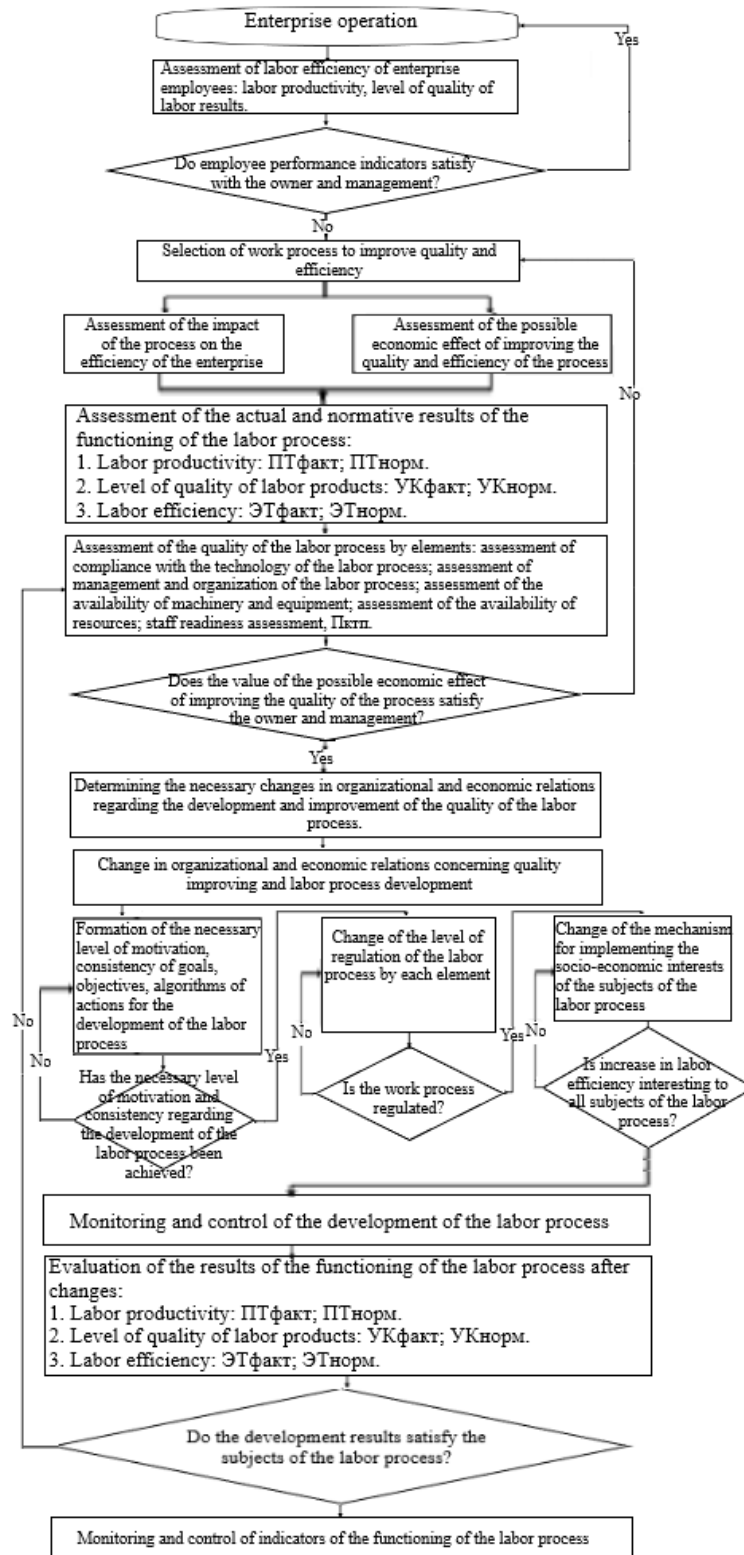 Enterprise operation
Yes
Assessment of labor efficiency of enterprise
employees: labor productivity, level of quality of
labor results.
Do employee performance indicators satisfy
with the owner and management?
No
Selection of work process to improve quality and
efficiency
Assessment of the impact
of the process on the
efficiency of the enterprise
Assessment of the possible
economic effect of improving the
quality and efficiency of the process
No
Assessment of the actual and normative results of the
functioning of the labor process:
1. Labor productivity: ПТфакт; ПТнорм.
2. Level of quality of labor products: УКфакт; УКнорм.
3. Labor efficiency: ЭТфакт; ЭТнорм.
Assessment of the quality of the labor process by elements: assessment of
compliance with the technology of the labor process; assessment of
management and organization of the labor process; assessment of the
availability of machinery and equipment; assessment of the availability of
resources; staff readiness assessment, Пктп.
Does the value of the possible economic effect
of improving the quality of the process satisfy
the owner and management?
Yes
Determining the necessary changes in organizational and economic relations
regarding the development and improvement of the quality of the labor
process.
Change in organizational and economic relations concerning quality
improving and labor process development
Formation of the necessary
level of motivation,
consistency of goals,
objectives, algorithms of
actions for the
development of the labor
process
No
No
Yes
Has the necessary level
of motivation and
consistency regarding
the development of the
labor process been
achieved?
Change of the level of
regulation of the labor
process by each element
No
Yes
Is the work process
regulated?
Change of the mechanism
for implementing the
socio-economic interests
of the subjects of the
labor process
No
Is increase in labor
efficiency interesting to
all subjects of the labor
process?
Monitoring and control of the development of the labor process
Evaluation of the results of the functioning of the labor process after
changes:
1. Labor productivity: ПТфакт; ПТнорм.
2. Level of quality of labor products: УКфакт; УКнорм.
3. Labor efficiency: ЭТфакт; ЭТнорм.
Do the development results satisfy the
subjects of the labor process?
Monitoring and control of indicators of the functioning of the labor process